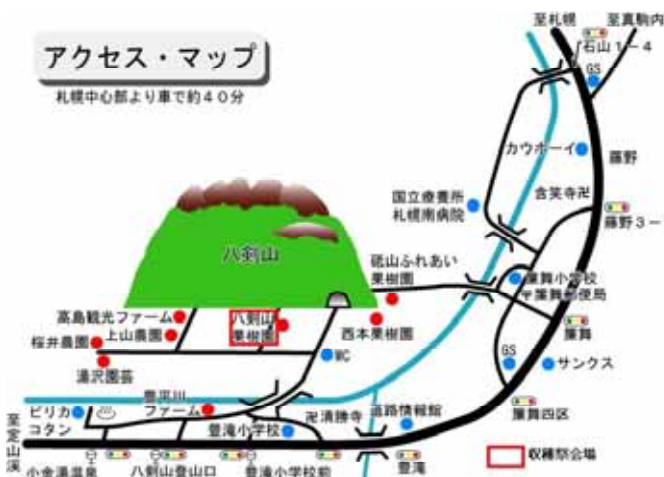 アクセス・マップ
札幌中心部より車で約40分
至札幌
至真駒内
石山1-4
GS
カウボーイ
藤野
含笑寺卍
国立療養所
札幌南病院
藤野3-
八剣山
砥山ふれあい
果樹園
簾舞小学校
〒簾舞郵便局
高島観光ファーム
八剣山
果樹園
桜井農園
上山農園
西本果樹園
簾舞
WC
GS
サンクス
湯沢園芸
豊平川
ピリカ
コタン
ファーム
豊滝小学校
卍清勝寺
道路情報館
簾舞四区
至定山渓
小金湯温泉
八剣山登山口
豊滝小学校前
豊滝
収穫祭会場